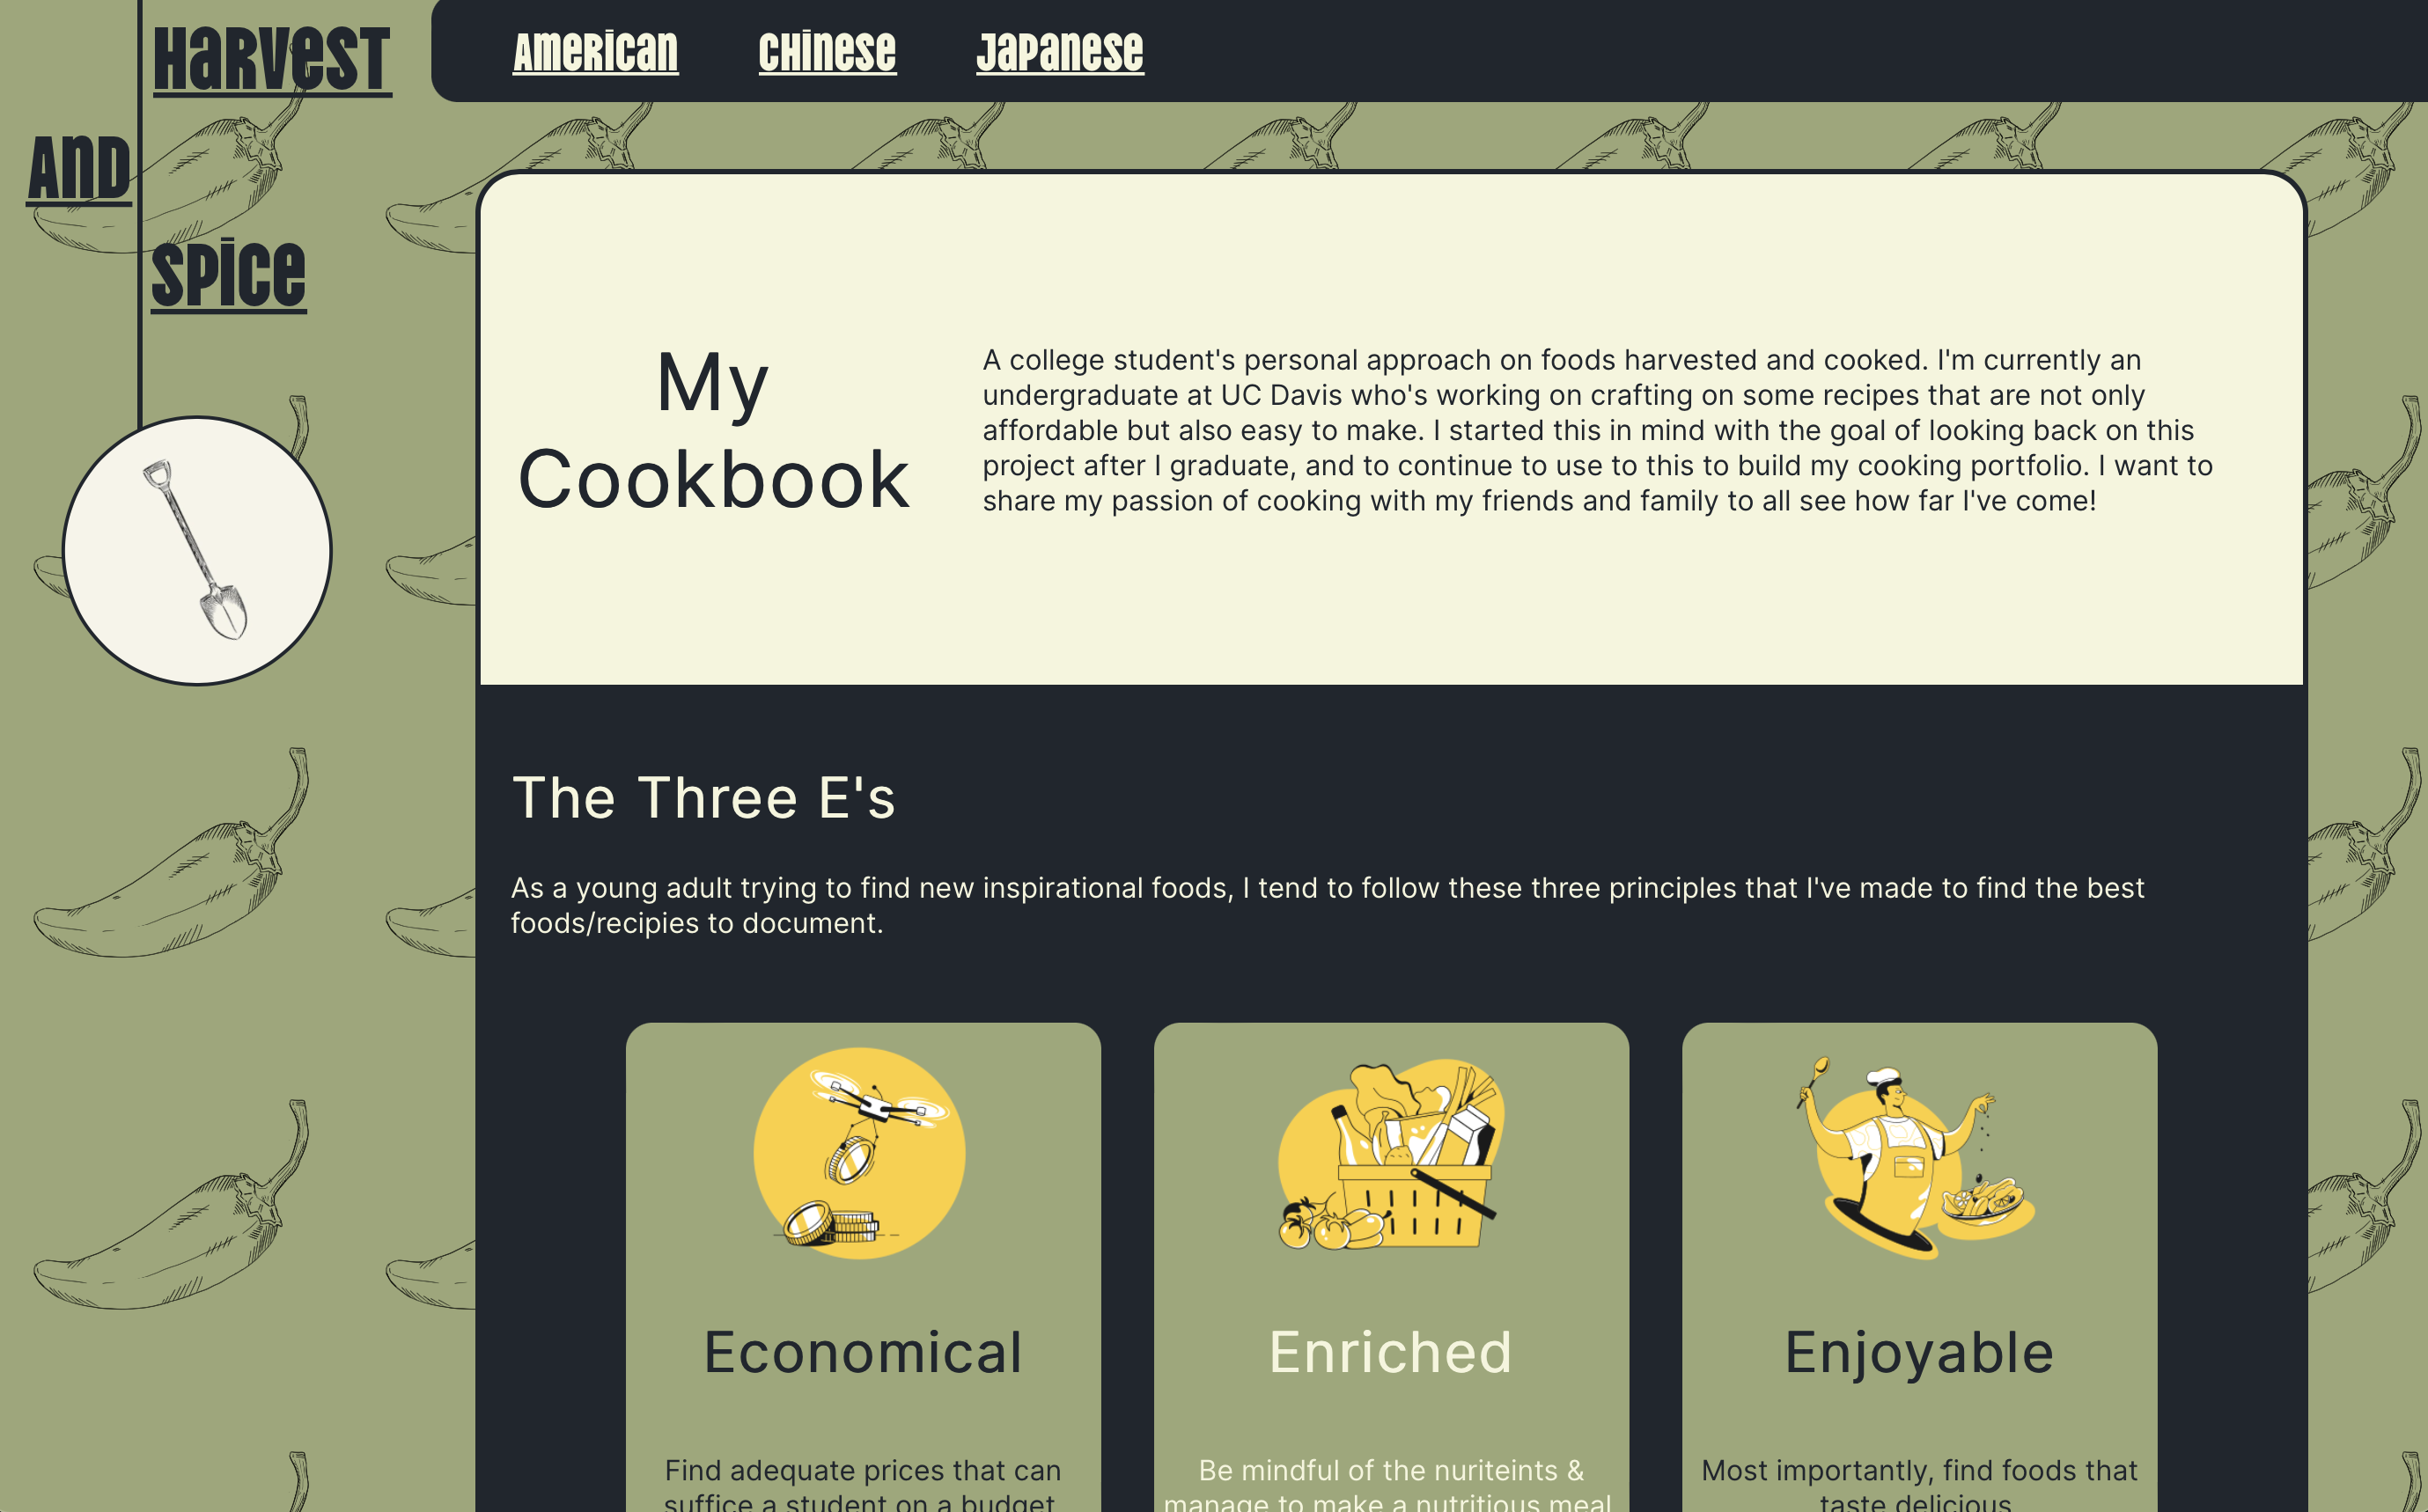 Harvest
And
Spice
American Chinese Japanese
My
Cookbook
A college student's personal approach on foods harvested and cooked. I'm currently an
undergraduate at UC Davis who's working on crafting on some recipes that are not only
affordable but also easy to make. I started this in mind with the goal of looking back on this
project after I graduate, and to continue to use to this to build my cooking portfolio. I want to
share my passion of cooking with my friends and family to all see how far I've come!
The Three E's
As a young adult trying to find new inspirational foods, I tend to follow these three principles that I've made to find the best
foods/recipies to document.
Economical
Find adequate prices that can
suffice a student on a budget
Enriched
Be mindful of the nuriteints &
manage to make a nutritious meal
Enjoyable
Most importantly, find foods that
taste delicious